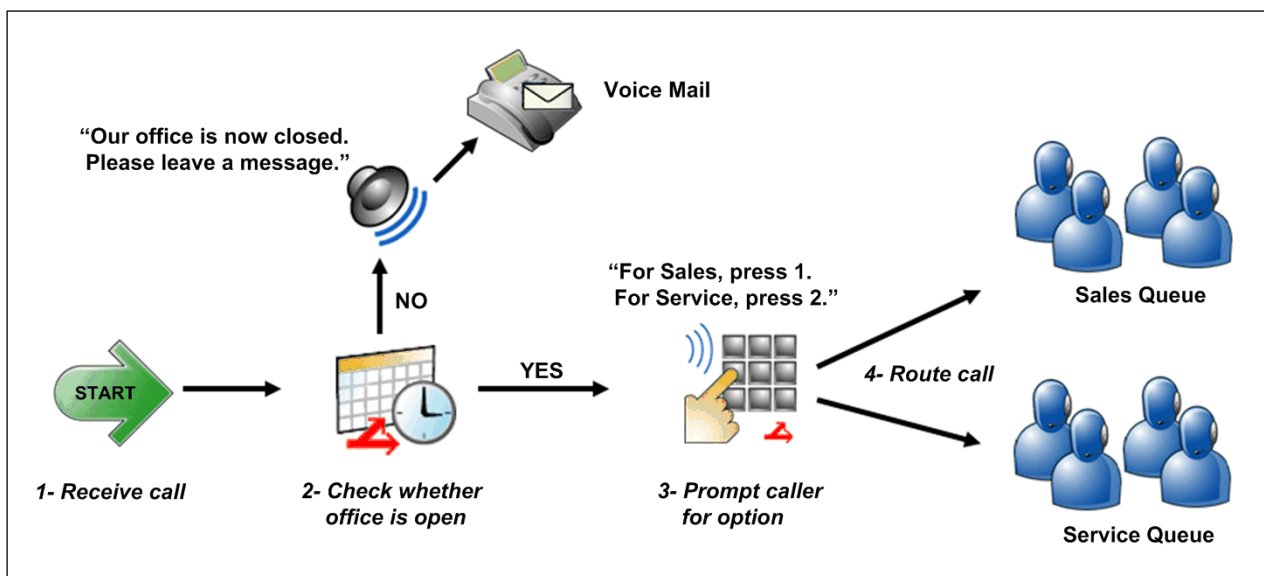 Voice Mail
“Our office is now closed.
Please leave a message.”
NO
“For Sales, press 1.
For Service, press 2.”
Sales Queue
START
YES
4- Route call
1- Receive call
2- Check whether
office is open
3- Prompt caller
for option
Service Queue